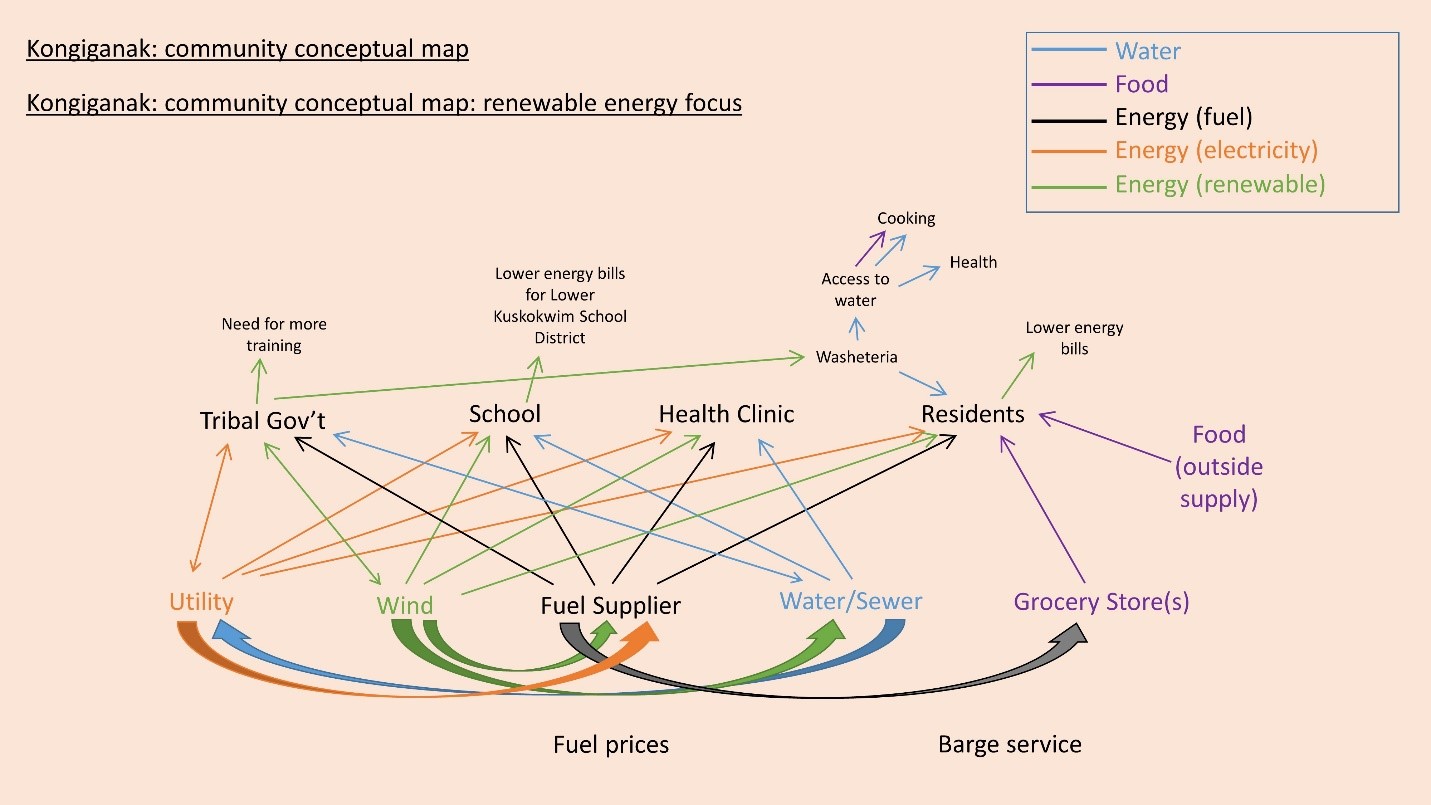 Kongiganak: community conceptual map
Kongiganak: community conceptual map: renewable energy focus
Water
Food
Energy (fuel)
Energy (electricity)
Energy (renewable)
Cooking
Health
Access to
water
Washeteria
Lower energy bills
for Lower
Kuskokwim School
District
Need for more
training
Lower energy
bills
Tribal Gov’t
School
Health Clinic
Residents
Food
(outside
supply)
Utility
Wind
Fuel Supplier
Water/Sewer
Grocery Store(s)
Fuel prices
Barge service